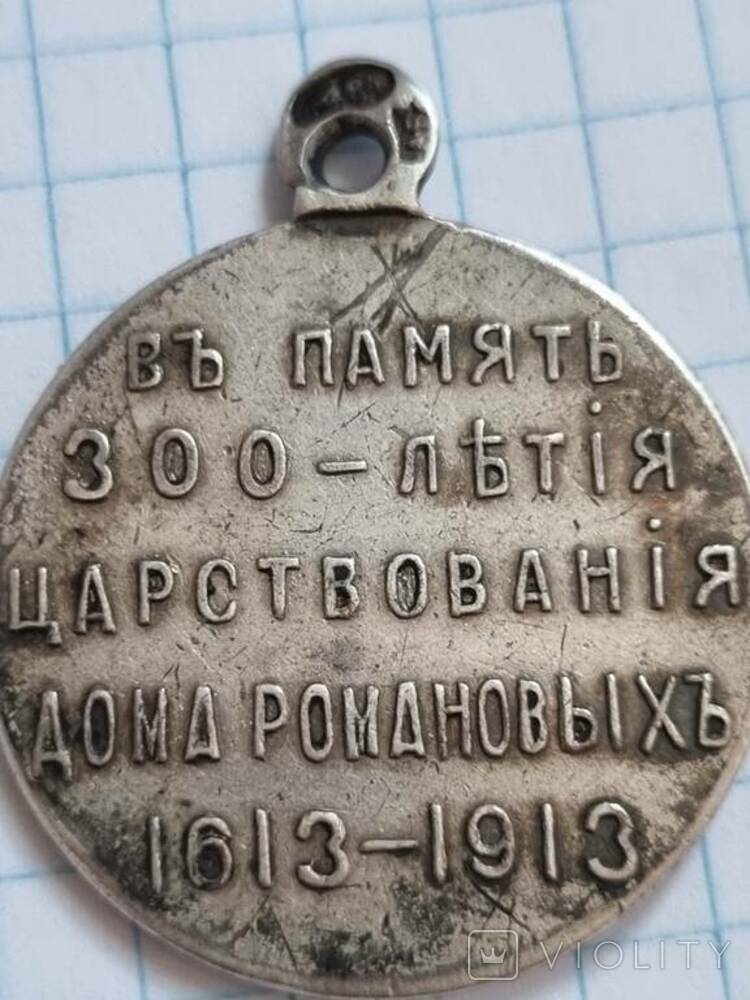 ВЪ ПАМЯТЬ
300-ЛѢТІЯ
ЦАРСТВОВАНІЯ
ДОМА РОМАНОВЫХЪ
1613-1913
VIOLITY